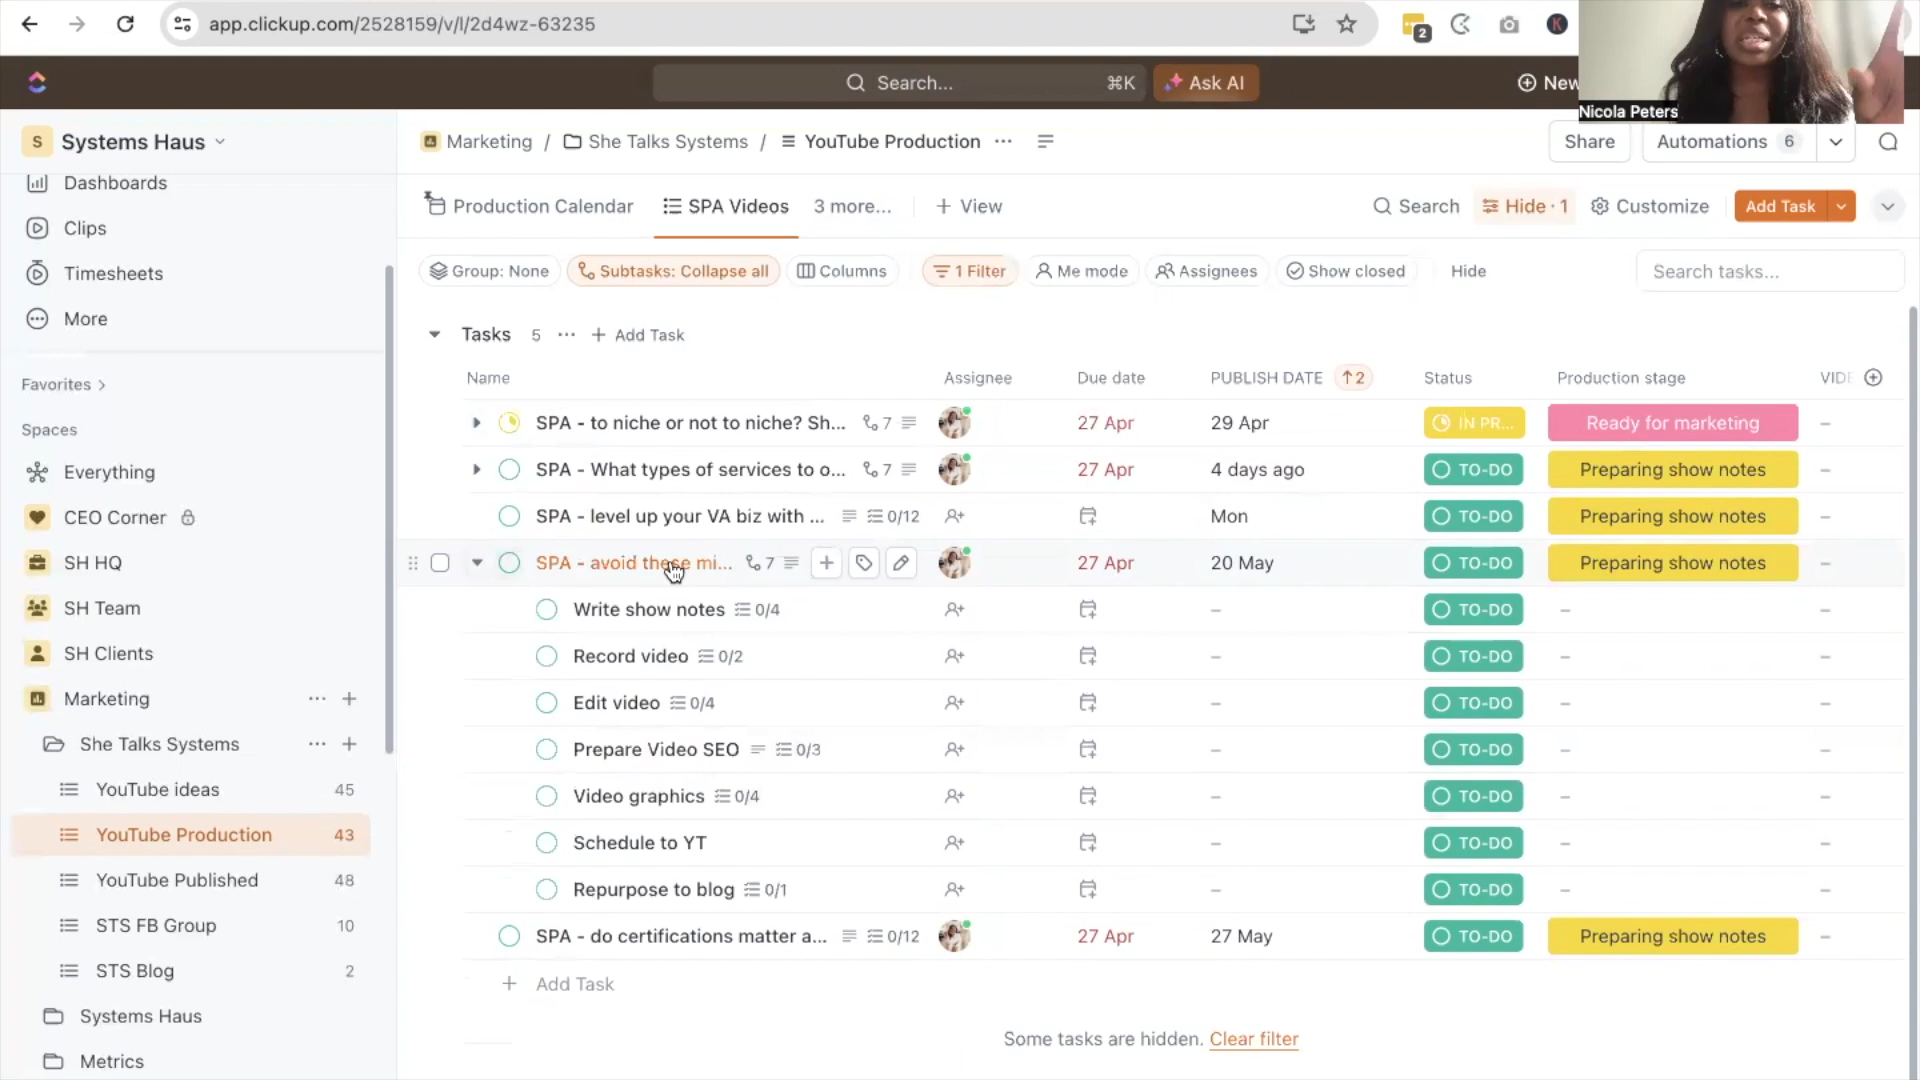 app.clickup.com/2528159/v/l/2d4wz-63235
2
K
Search... ⌘K
Ask AI
New
Nicola Peters
S Systems Haus
Marketing / She Talks Systems / YouTube Production ...
Share
Automations 6
Dashboards
Clips
Timesheets
More
Favorites
Spaces
Everything
CEO Corner
SH HQ
SH Team
SH Clients
Marketing
She Talks Systems
YouTube ideas 45
YouTube Production 43
YouTube Published 48
STS FB Group 10
STS Blog 2
Systems Haus
Metrics
Production Calendar SPA Videos 3 more... + View
Search Hide · 1 Customize Add Task
Group: None Subtasks: Collapse all Columns 1 Filter Me mode Assignees Show closed Hide Search tasks...
Tasks 5 ... + Add Task
Name Assignee Due date PUBLISH DATE ↑2 Status Production stage VID
SPA - to niche or not to niche? Sh... 7 27 Apr 29 Apr IN PR... Ready for marketing –
SPA - What types of services to o... 7 27 Apr 4 days ago TO-DO Preparing show notes –
SPA - level up your VA biz with ... 0/12 Mon TO-DO Preparing show notes –
SPA - avoid these mi... 7 27 Apr 20 May TO-DO Preparing show notes –
Write show notes 0/4 – TO-DO – –
Record video 0/2 – TO-DO – –
Edit video 0/4 – TO-DO – –
Prepare Video SEO 0/3 – TO-DO – –
Video graphics 0/4 – TO-DO – –
Schedule to YT – TO-DO – –
Repurpose to blog 0/1 – TO-DO – –
SPA - do certifications matter a... 0/12 27 Apr 27 May TO-DO Preparing show notes –
+ Add Task
Some tasks are hidden. Clear filter